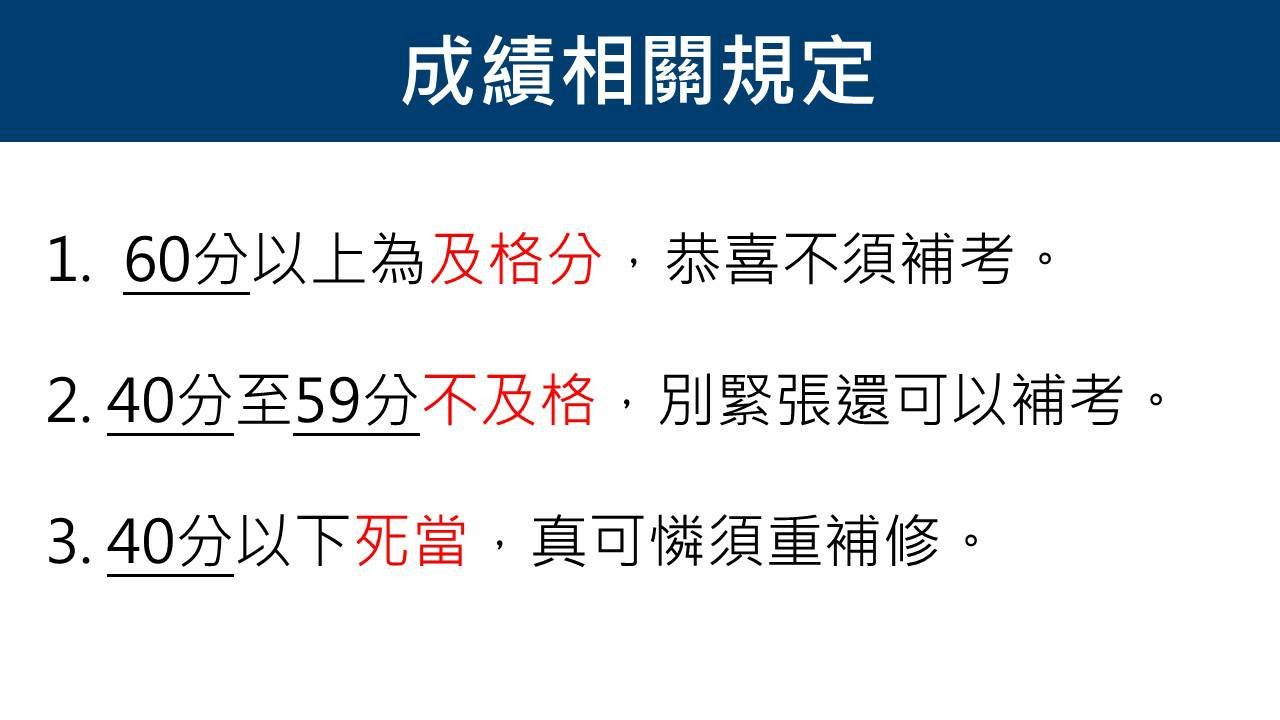 成績相關規定
1. 60分以上為及格分，恭喜不須補考。
2. 40分至59分不及格，別緊張還可以補考。
3. 40分以下死當，真可憐須重補修。